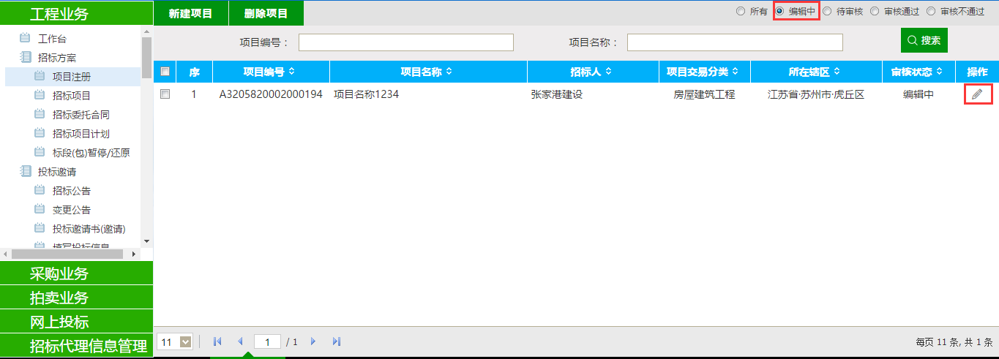 工程业务
工作台
招标方案
项目注册
招标项目
招标委托合同
招标项目计划
标段(包)暂停/还原
投标邀请
招标公告
变更公告
投标邀请书(邀请)
填写投标信息
采购业务
拍卖业务
网上投标
招标代理信息管理
新建项目 删除项目 所有 编辑中 待审核 审核通过 审核不通过
项目编号： 项目名称： 搜索
序 项目编号 项目名称 招标人 项目交易分类 所在辖区 审核状态 操作
1 A3205820002000194 项目名称1234 张家港建设 房屋建筑工程 江苏省·苏州市·虎丘区 编辑中
11 1 / 1 每页 11 条, 共 1 条